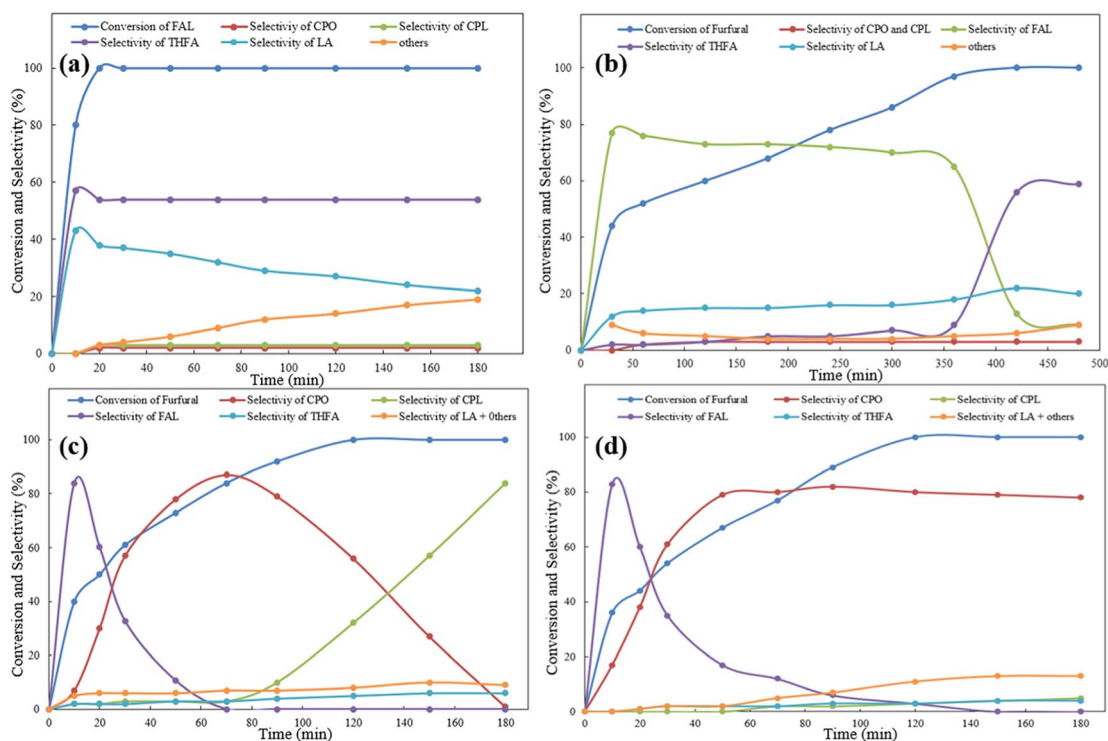 Conversion of FAL Selectiviy of CPO Selectiviy of CPL
Selectivity of THFA Selectivity of LA others
(a)
Conversion and Selectivity (%)
100
80
60
40
20
0
0 20 40 60 80 100 120 140 160 180
Time (min)
Conversion of Furfural Selectiviy of CPO and CPL Selectiviy of FAL
Selectivity of THFA Selectivity of LA others
(b)
Conversion and Selectivity (%)
100
80
60
40
20
0
0 50 100 150 200 250 300 350 400 450 500
Time (min)
Conversion of Furfural Selectiviy of CPO Selectiviy of CPL
Selectivity of FAL Selectivity of THFA Selectivity of LA + 0thers
(c)
Conversion and Selectivity (%)
100
80
60
40
20
0
0 20 40 60 80 100 120 140 160 180
Time (min)
Conversion of Furfural Selectiviy of CPO Selectiviy of CPL
Selectivity of FAL Selectivity of THFA Selectivity of LA + others
(d)
Conversion and Selectivity (%)
100
80
60
40
20
0
0 20 40 60 80 100 120 140 160 180
Time (min)